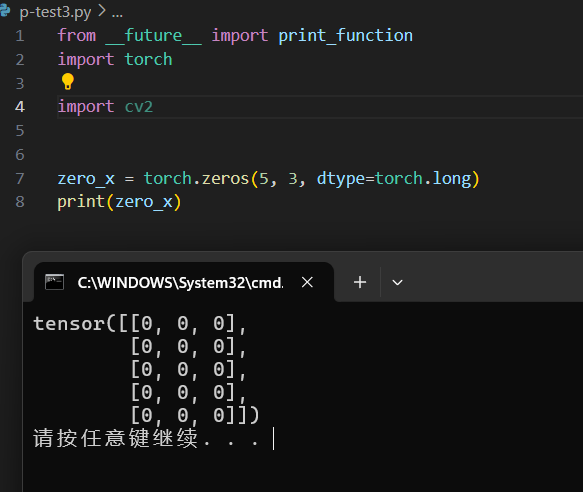 p-test3.py > ...
1 from __future__ import print_function
2 import torch
3
4 import cv2
5
6
7 zero_x = torch.zeros(5, 3, dtype=torch.long)
8 print(zero_x)
C:\WINDOWS\System32\cmd.
tensor([[0, 0, 0],
        [0, 0, 0],
        [0, 0, 0],
        [0, 0, 0],
        [0, 0, 0]])
请按任意键继续. . .